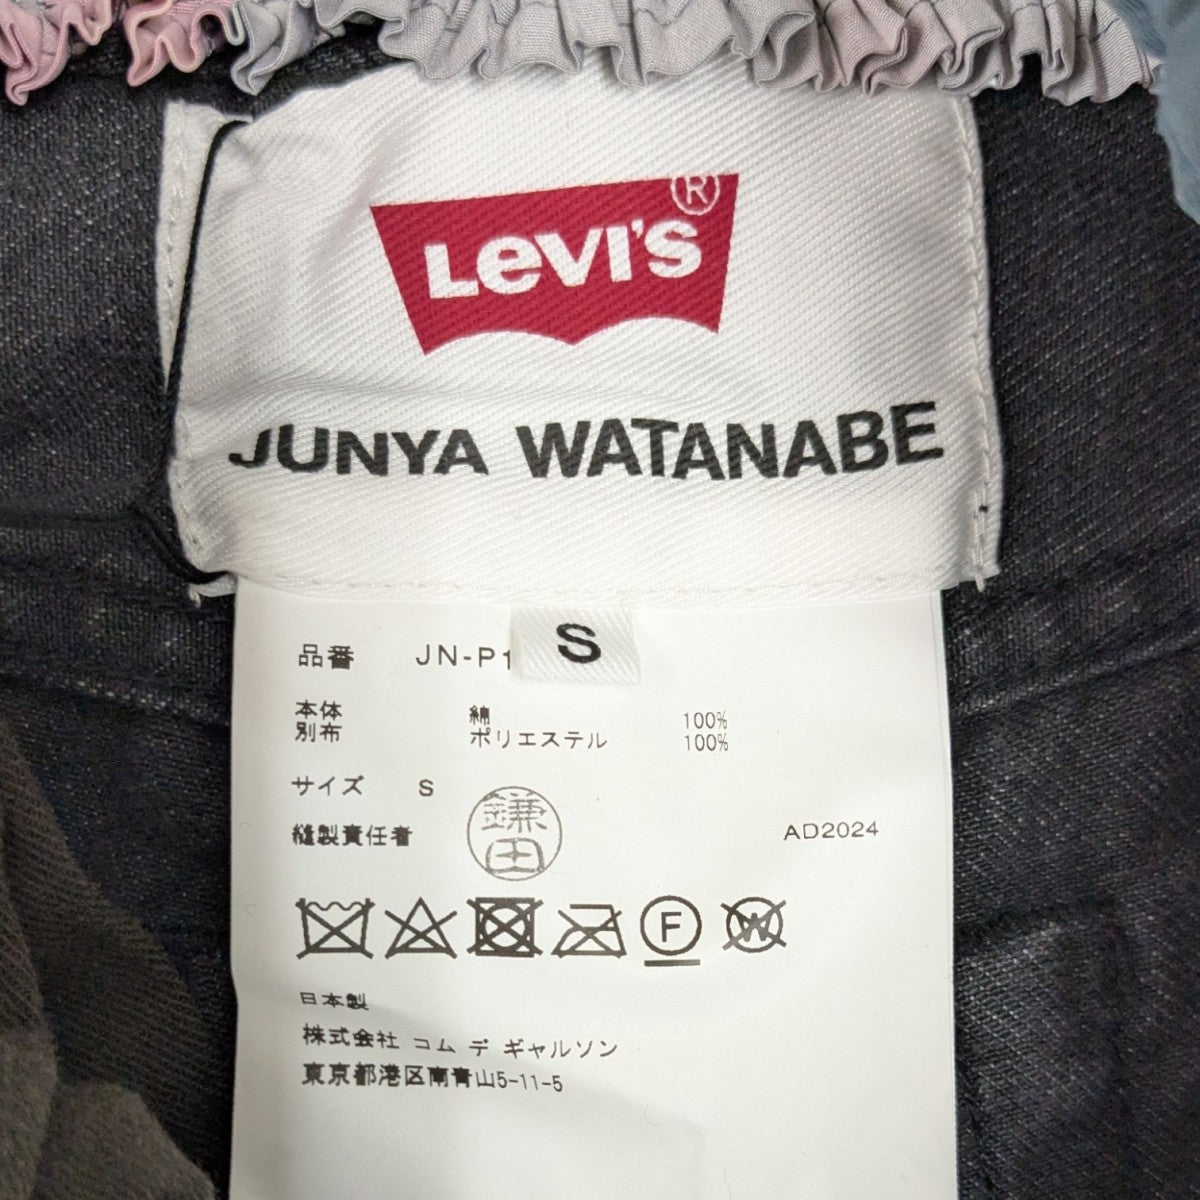 LEVI'S ®
JUNYA WATANABE
S
品番 JN-P1
本体 綿 100%
別布 ポリエステル 100%
サイズ S
縫製責任者 鎌田 AD2024
F W
日本製
株式会社 コム デ ギャルソン
東京都港区南青山5-11-5